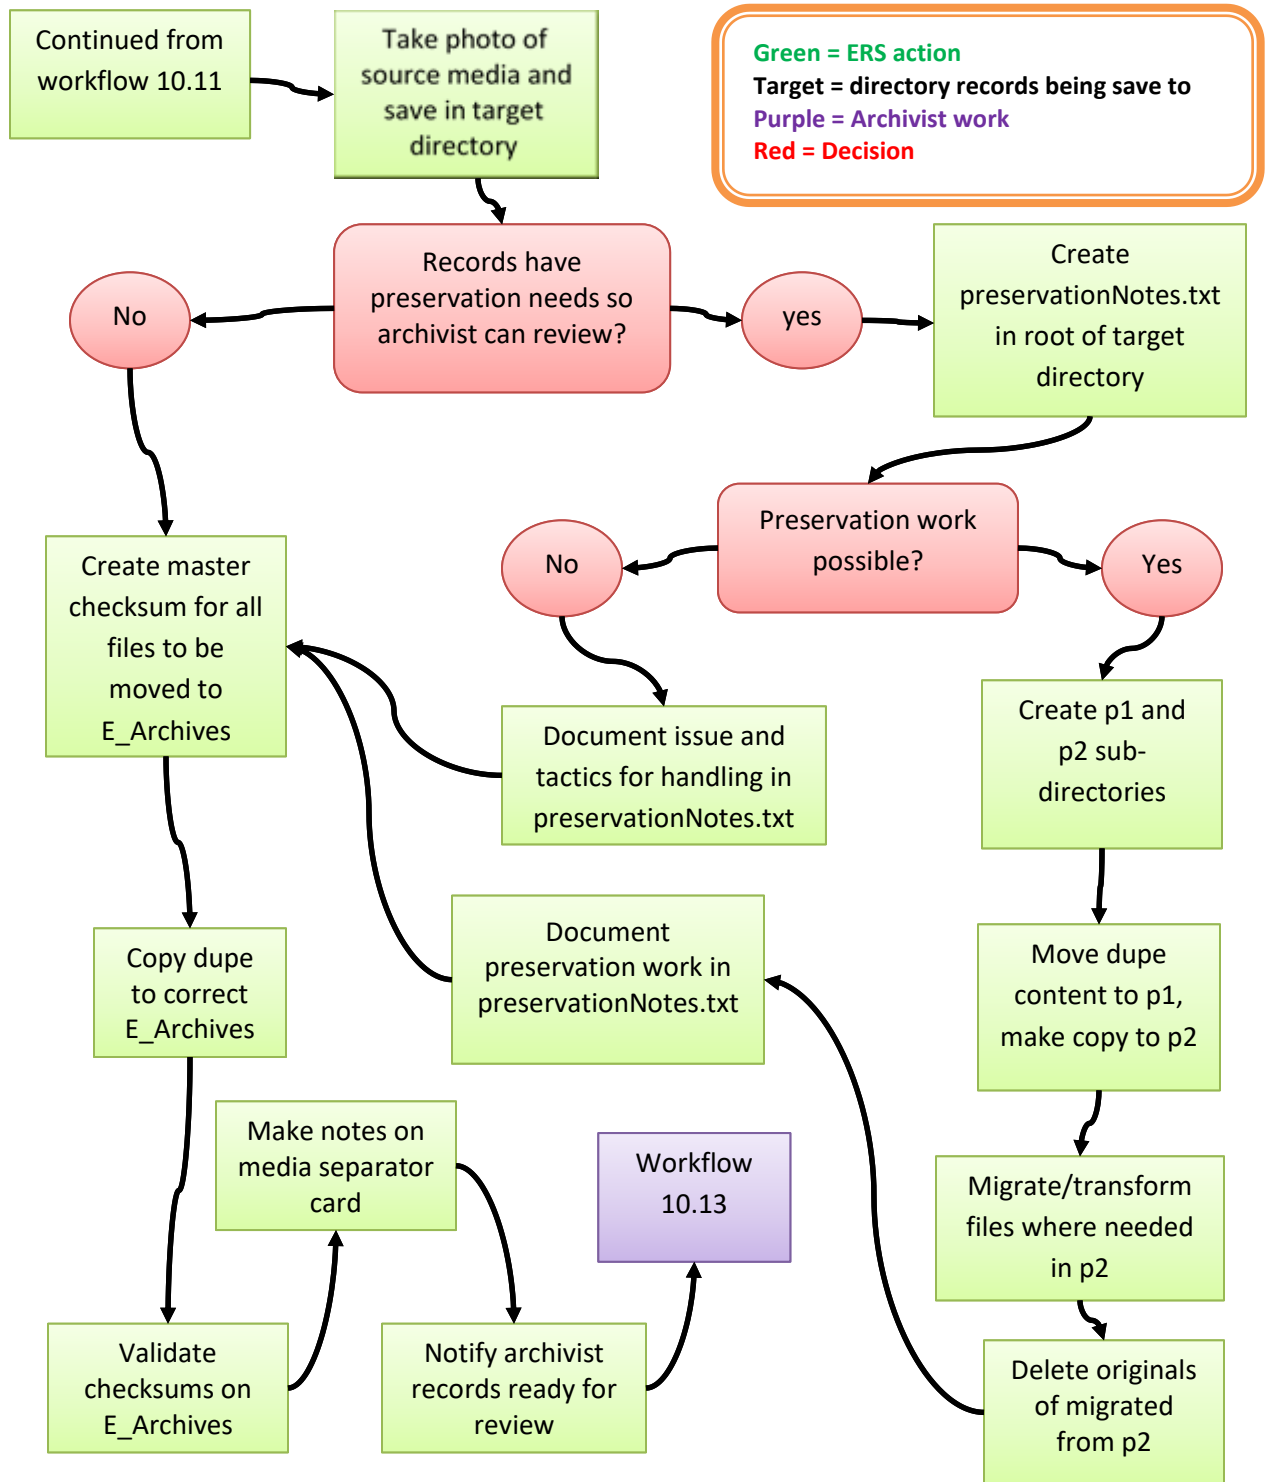 Continued from
workflow 10.11
Take photo of
source media and
save in target
directory
Green = ERS action
Target = directory records being save to
Purple = Archivist work
Red = Decision
Records have
preservation needs so
archivist can review?
No
yes
Create
preservationNotes.txt
in root of target
directory
Preservation work
possible?
No
Yes
Create master
checksum for all
files to be
moved to
E_Archives
Document issue and
tactics for handling in
preservationNotes.txt
Create p1 and
p2 sub-
directories
Copy dupe
to correct
E_Archives
Document
preservation work in
preservationNotes.txt
Move dupe
content to p1,
make copy to p2
Make notes on
media separator
card
Workflow
10.13
Migrate/transform
files where needed
in p2
Validate
checksums on
E_Archives
Notify archivist
records ready for
review
Delete originals
of migrated
from p2